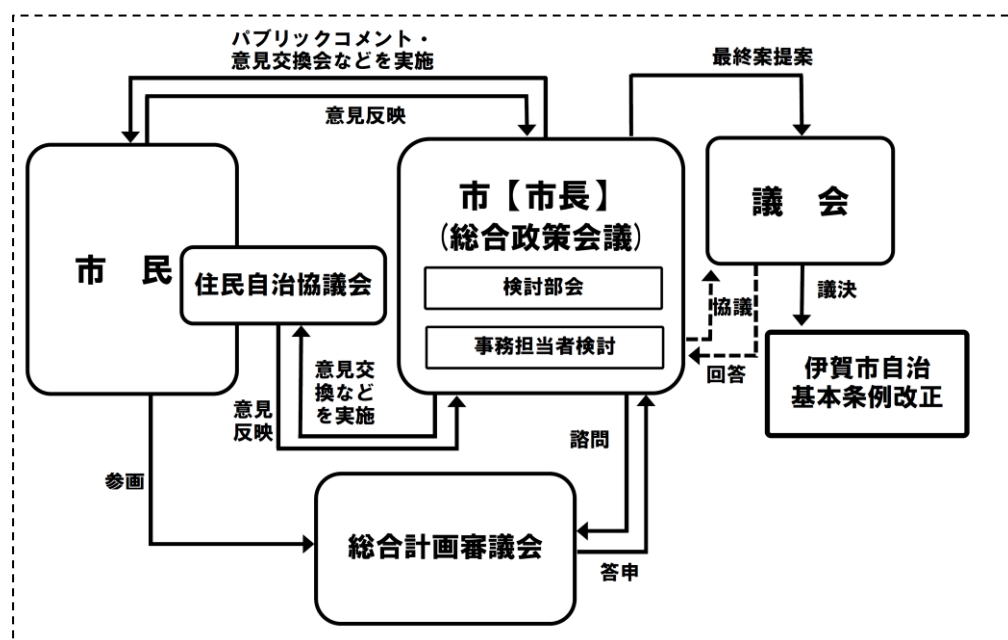 パブリックコメント・
意見交換会などを実施
意見反映
最終案提案
市　民
住民自治協議会
市【市長】
（総合政策会議）
検討部会
事務担当者検討
議　会
協議
回答
議決
伊賀市自治
基本条例改正
意見交
換など
を実施
意見
反映
諮問
参画
総合計画審議会
答申